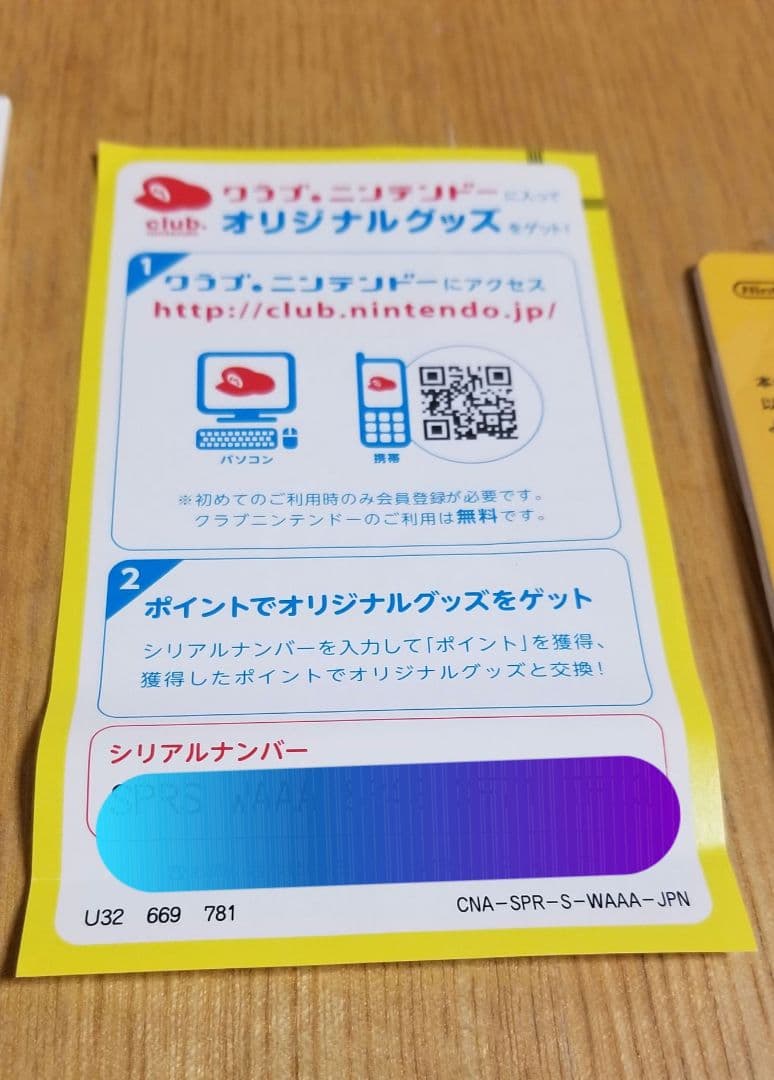 クラブ。ニンテンドーに入って
club.
オリジナルグッズをゲット!
1
クラブ。ニンテンドーにアクセス
http://club.nintendo.jp/
パソコン
携帯
※初めてのご利用時のみ会員登録が必要です。
クラブニンテンドーのご利用は無料です。
2
ポイントでオリジナルグッズをゲット
シリアルナンバーを入力して「ポイント」を獲得、
獲得したポイントでオリジナルグッズと交換!
シリアルナンバー
U32 669 781
CNA-SPR-S-WAAA-JPN